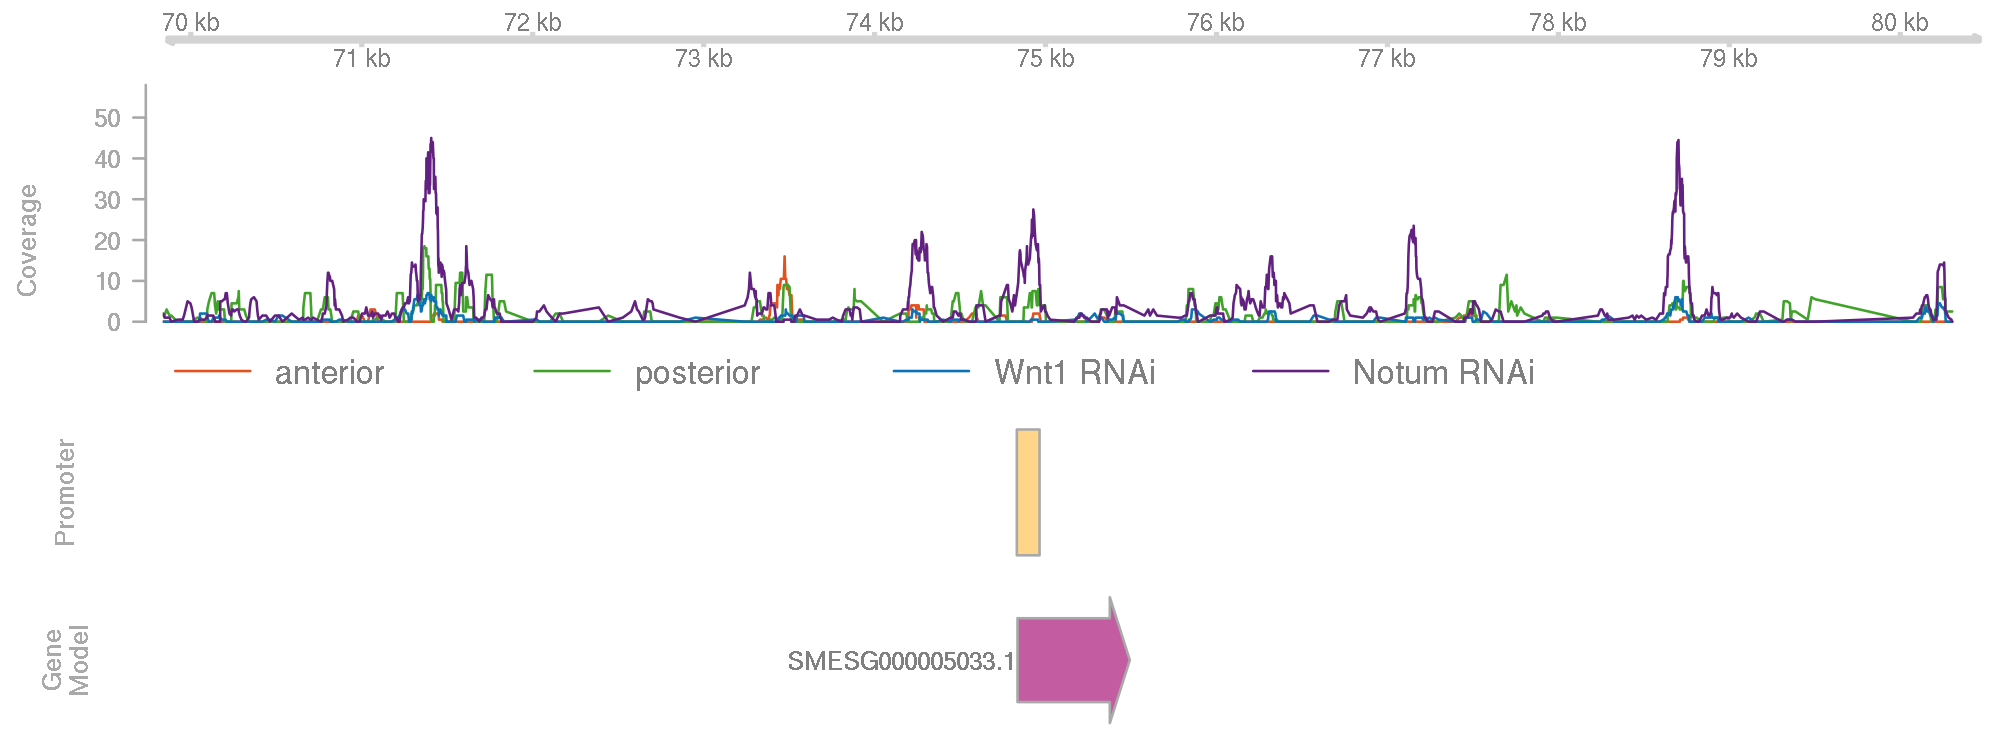 70 kb 72 kb 74 kb 76 kb 78 kb 80 kb
71 kb 73 kb 75 kb 77 kb 79 kb
Coverage
50
40
30
20
10
0
anterior posterior Wnt1 RNAi Notum RNAi
Promoter
Gene
Model
SMESG000005033.1